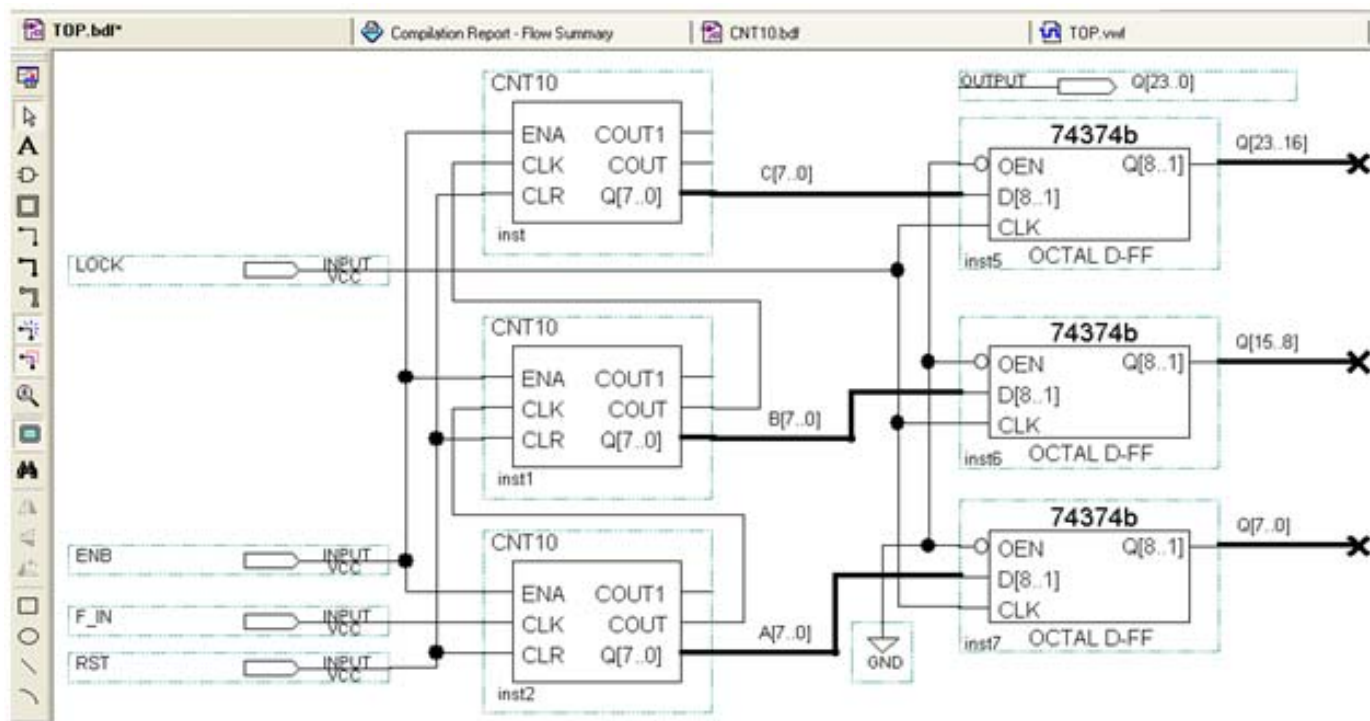 TOP.bdf*
Compilation Report - Flow Summary
CNT10.bdf
TOP.vwf
CNT10
ENA COUT1
CLK COUT
CLR Q[7..0]
inst
C[7..0]
OUTPUT Q[23..0]
74374b
OEN Q[8..1]
D[8..1]
CLK
inst5 OCTAL D-FF
Q[23..16]
LOCK INPUT
VCC
CNT10
ENA COUT1
CLK COUT
CLR Q[7..0]
inst1
B[7..0]
74374b
OEN Q[8..1]
D[8..1]
CLK
inst6 OCTAL D-FF
Q[15..8]
ENB INPUT
VCC
F_IN INPUT
VCC
RST INPUT
VCC
CNT10
ENA COUT1
CLK COUT
CLR Q[7..0]
inst2
A[7..0]
GND
74374b
OEN Q[8..1]
D[8..1]
CLK
inst7 OCTAL D-FF
Q[7..0]